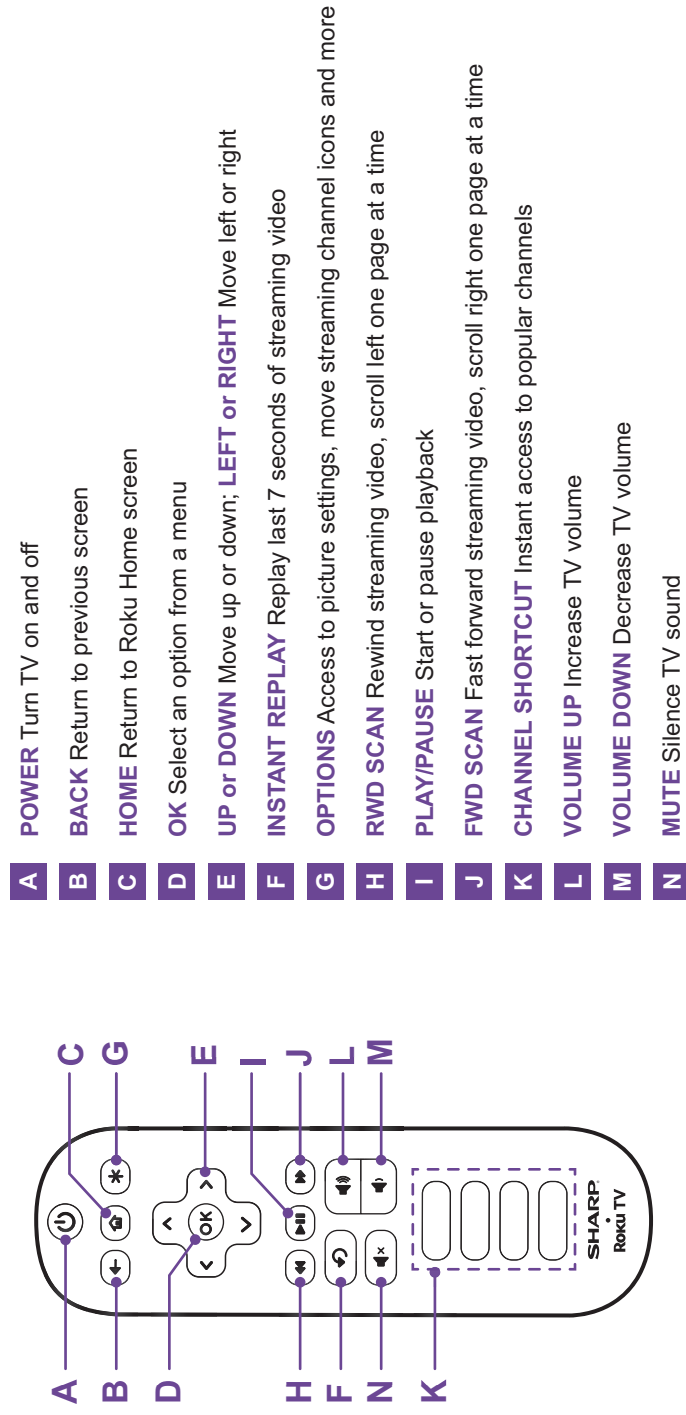 A
B
C
G
D
E
I
H
J
F
L
N
M
K
OK
SHARP
Roku TV
A POWER Turn TV on and off
B BACK Return to previous screen
C HOME Return to Roku Home screen
D OK Select an option from a menu
E UP or DOWN Move up or down; LEFT or RIGHT Move left or right
F INSTANT REPLAY Replay last 7 seconds of streaming video
G OPTIONS Access to picture settings, move streaming channel icons and more
H RWD SCAN Rewind streaming video, scroll left one page at a time
I PLAY/PAUSE Start or pause playback
J FWD SCAN Fast forward streaming video, scroll right one page at a time
K CHANNEL SHORTCUT Instant access to popular channels
L VOLUME UP Increase TV volume
M VOLUME DOWN Decrease TV volume
N MUTE Silence TV sound